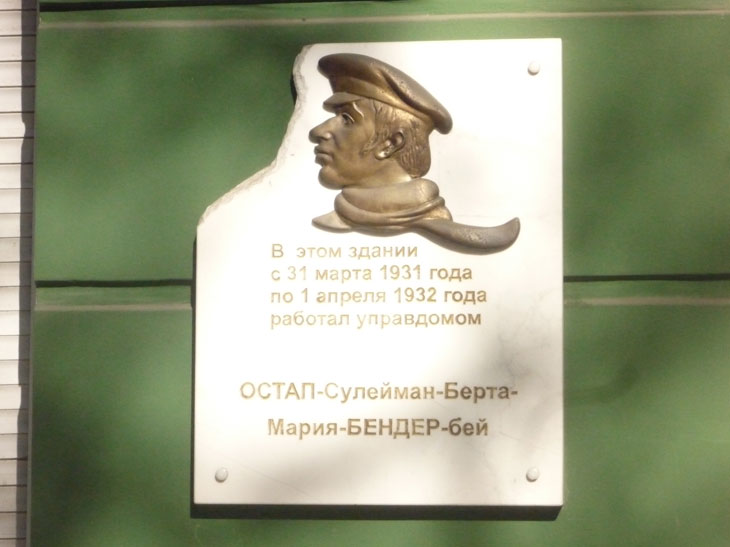 В этом здании
с 31 марта 1931 года
по 1 апреля 1932 года
работал управдомом
ОСТАП-Сулейман-Берта-
Мария-БЕНДЕР-бей